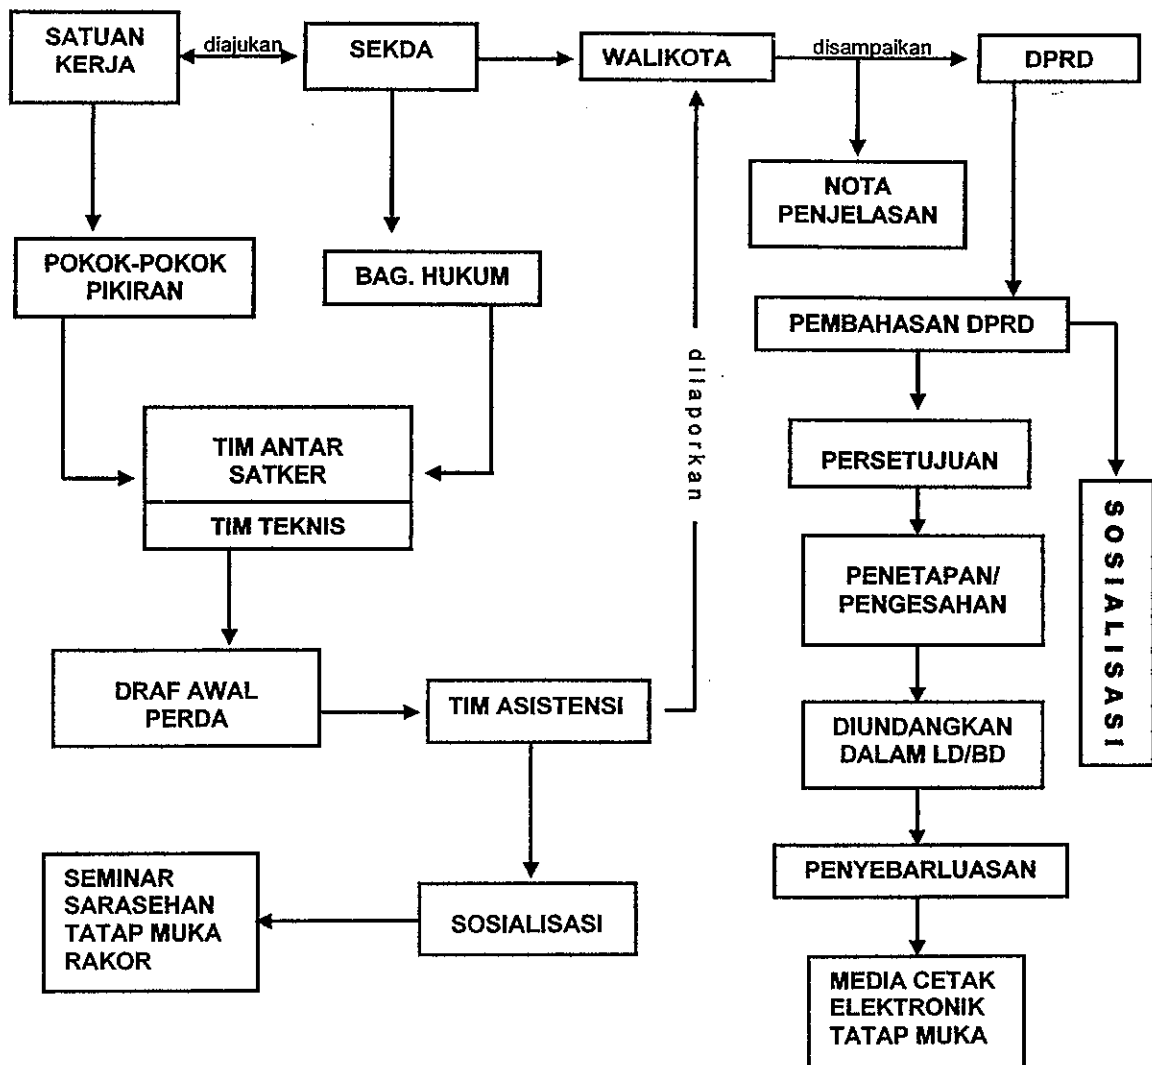 SATUAN
KERJA
diajukan
SEKDA
WALIKOTA
disampaikan
DPRD
NOTA
PENJELASAN
POKOK-POKOK
PIKIRAN
BAG. HUKUM
PEMBAHASAN DPRD
dilaporkan
TIM ANTAR
SATKER
TIM TEKNIS
PERSETUJUAN
SOSIALISASI
PENETAPAN/
PENGESAHAN
DRAF AWAL
PERDA
TIM ASISTENSI
DIUNDANGKAN
DALAM LD/BD
PENYEBARLUASAN
SEMINAR
SARASEHAN
TATAP MUKA
RAKOR
SOSIALISASI
MEDIA CETAK
ELEKTRONIK
TATAP MUKA